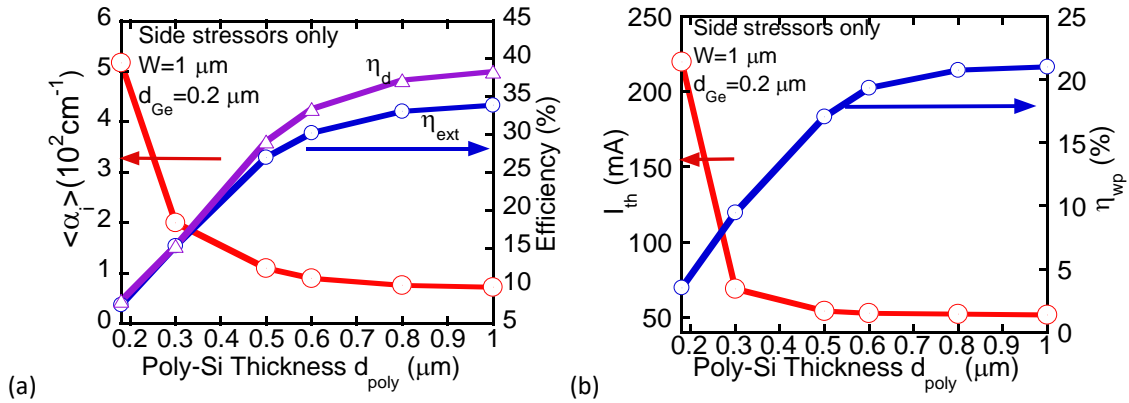 Side stressors only
W=1 μm
d_Ge=0.2 μm
η_d
η_ext
<α_i>(10^2cm^-1)
0
1
2
3
4
5
6
Efficiency (%)
5
10
15
20
25
30
35
40
45
0.2 0.3 0.4 0.5 0.6 0.7 0.8 0.9 1
Poly-Si Thickness d_poly (μm)
(a)
Side stressors only
W=1 μm
d_Ge=0.2 μm
I_th (mA)
50
100
150
200
250
η_wp (%)
0
5
10
15
20
25
0.2 0.3 0.4 0.5 0.6 0.7 0.8 0.9 1
Poly-Si Thickness d_poly (μm)
(b)